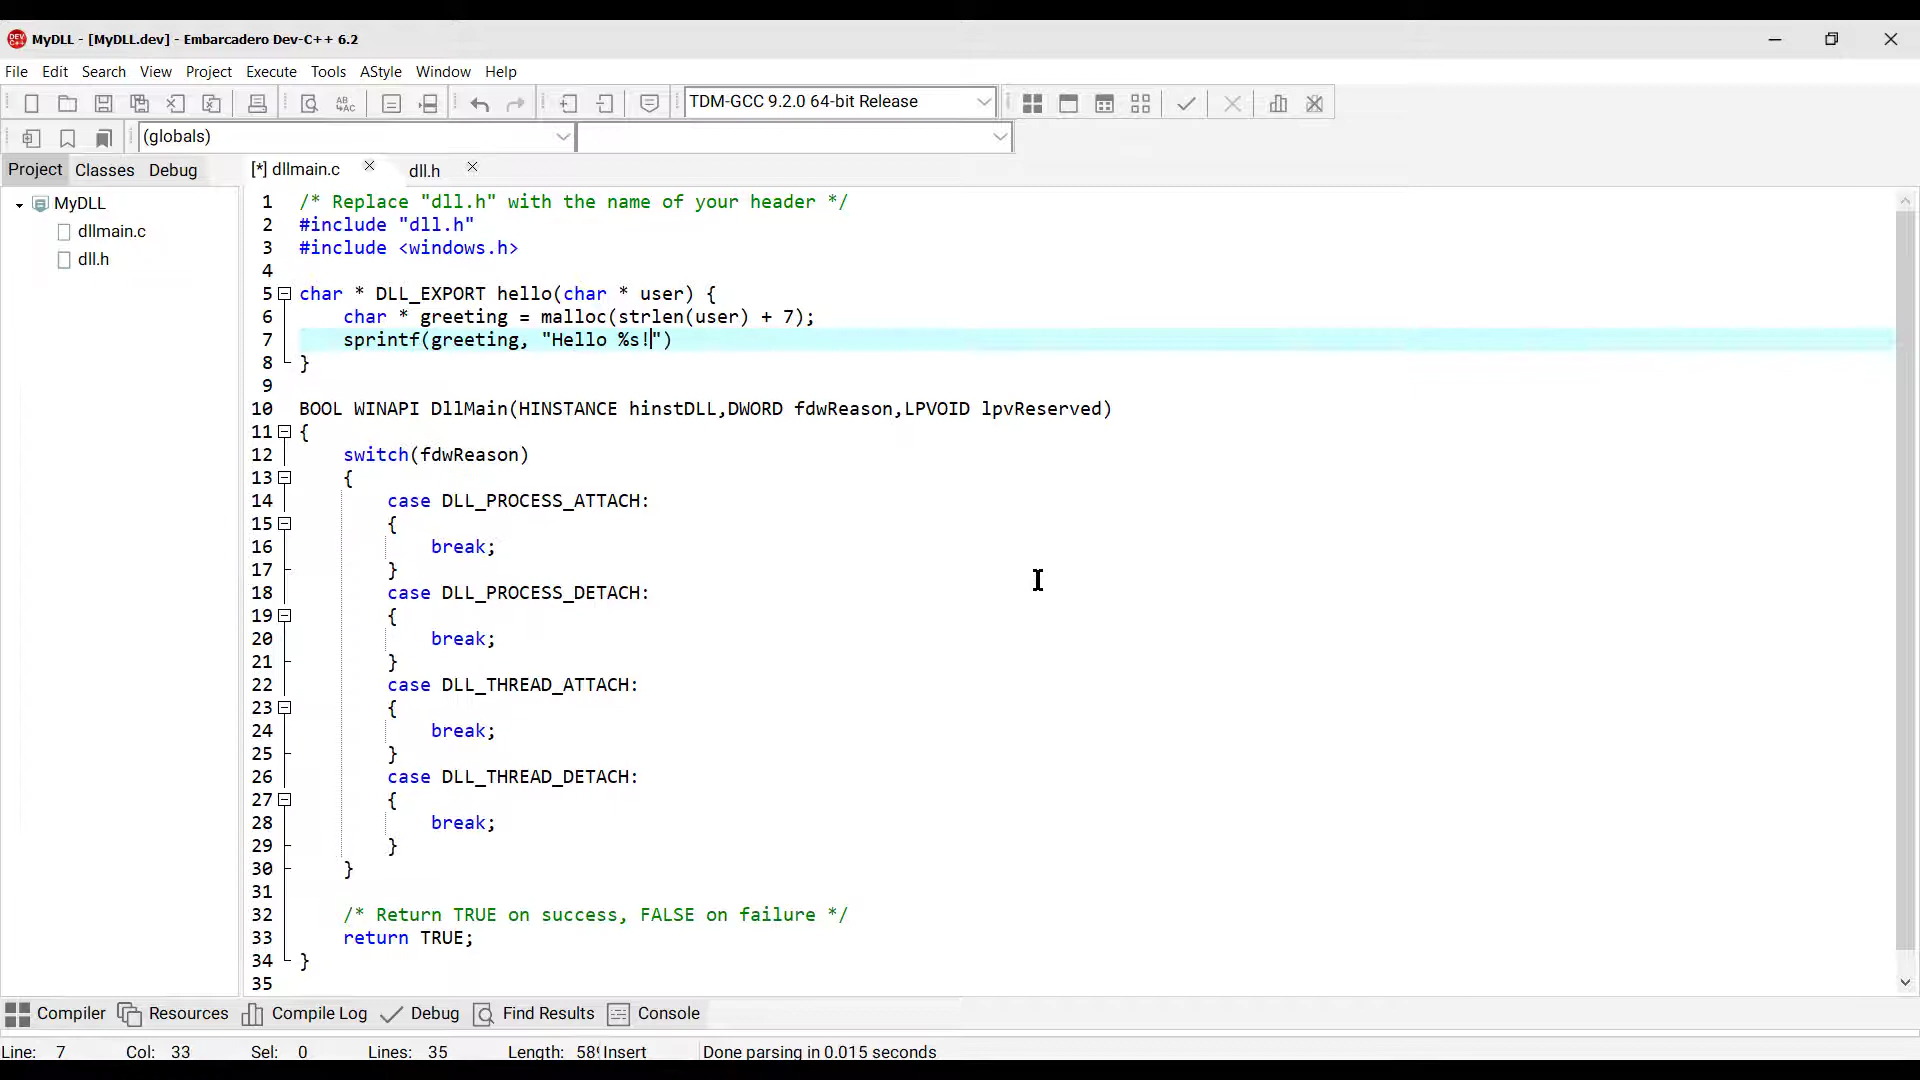 MyDLL - [MyDLL.dev] - Embarcadero Dev-C++ 6.2
File Edit Search View Project Execute Tools AStyle Window Help
TDM-GCC 9.2.0 64-bit Release
(globals)
Project Classes Debug [*] dllmain.c dll.h
MyDLL
dllmain.c
dll.h
1 /* Replace "dll.h" with the name of your header */
2 #include "dll.h"
3 #include <windows.h>
4
5 char * DLL_EXPORT hello(char * user) {
6 char * greeting = malloc(strlen(user) + 7);
7 sprintf(greeting, "Hello %s!")
8 }
9
10 BOOL WINAPI DllMain(HINSTANCE hinstDLL,DWORD fdwReason,LPVOID lpvReserved)
11 {
12 switch(fdwReason)
13 {
14 case DLL_PROCESS_ATTACH:
15 {
16 break;
17 }
18 case DLL_PROCESS_DETACH:
19 {
20 break;
21 }
22 case DLL_THREAD_ATTACH:
23 {
24 break;
25 }
26 case DLL_THREAD_DETACH:
27 {
28 break;
29 }
30 }
31
32 /* Return TRUE on success, FALSE on failure */
33 return TRUE;
34 }
35
Compiler Resources Compile Log Debug Find Results Console
Line: 7 Col: 33 Sel: 0 Lines: 35 Length: Insert Done parsing in 0.015 seconds